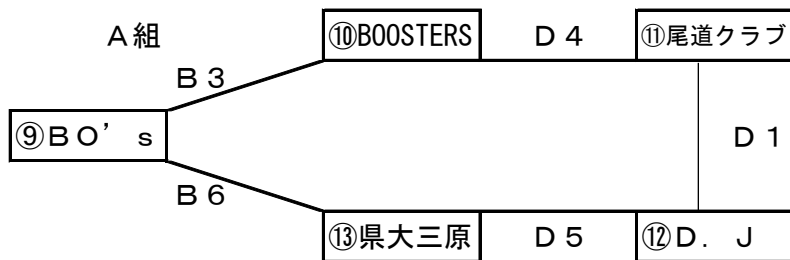 A組
⑩BOOSTERS
D4
⑪尾道クラブ
B3
⑨BO’s
D1
B6
⑬県大三原
D5
⑫D.J